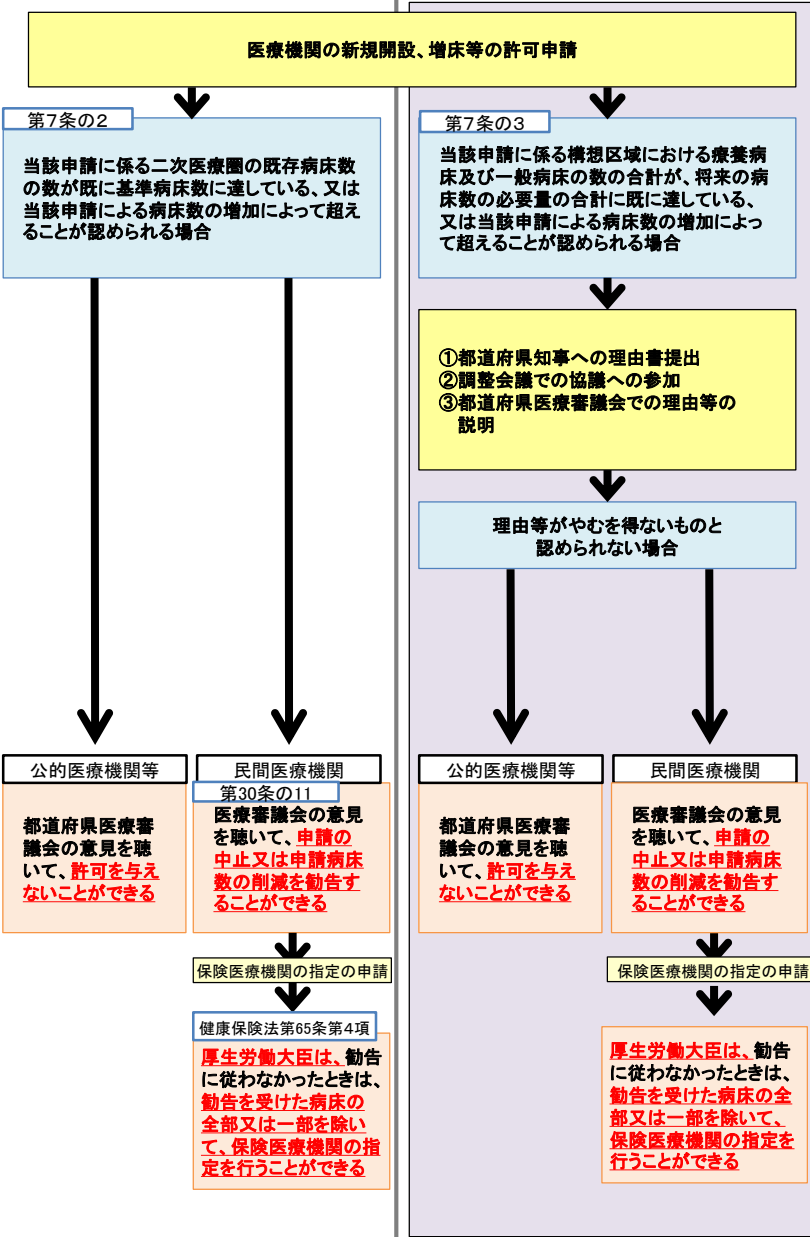 医療機関の新規開設、増床等の許可申請
第7条の2
当該申請に係る二次医療圏の既存病床数
の数が既に基準病床数に達している、又は
当該申請による病床数の増加によって超え
ることが認められる場合
公的医療機関等
都道府県医療審
議会の意見を聴
いて、許可を与え
ないことができる
民間医療機関
第30条の11
医療審議会の意見
を聴いて、申請の
中止又は申請病床
数の削減を勧告す
ることができる
保険医療機関の指定の申請
健康保険法第65条第4項
厚生労働大臣は、勧告
に従わなかったときは、
勧告を受けた病床の
全部又は一部を除い
て、保険医療機関の指
定を行うことができる
第7条の3
当該申請に係る構想区域における療養病
床及び一般病床の数の合計が、将来の病
床数の必要量の合計に既に達している、
又は当該申請による病床数の増加によっ
て超えることが認められる場合
①都道府県知事への理由書提出
②調整会議での協議への参加
③都道府県医療審議会での理由等の
説明
理由等がやむを得ないものと
認められない場合
公的医療機関等
都道府県医療審
議会の意見を聴
いて、許可を与え
ないことができる
民間医療機関
医療審議会の意見
を聴いて、申請の
中止又は申請病床
数の削減を勧告す
ることができる
保険医療機関の指定の申請
厚生労働大臣は、勧告
に従わなかったときは、
勧告を受けた病床の全
部又は一部を除いて、
保険医療機関の指定を
行うことができる